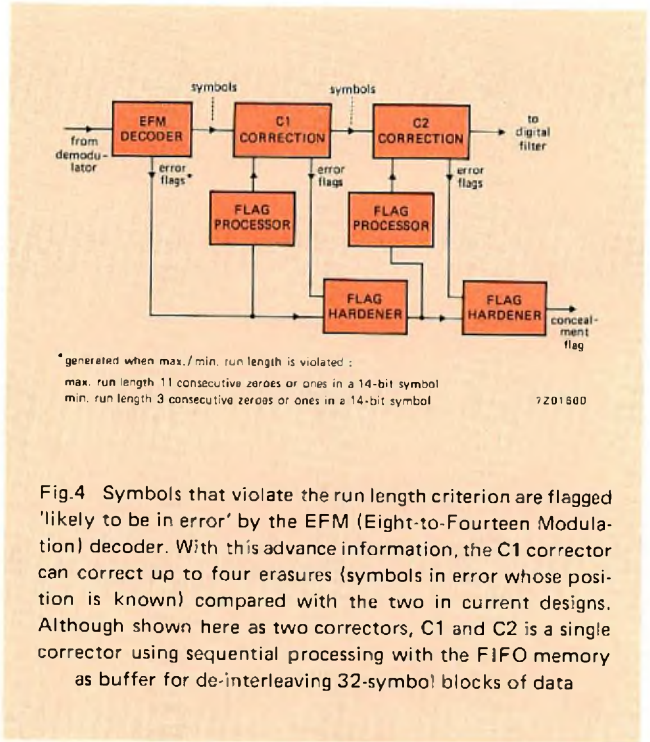 symbols
symbols
EFM
DECODER
C1
CORRECTION
C2
CORRECTION
from
demodu-
lator
to
digital
filter
error
flags*
error
flags
error
flags
FLAG
PROCESSOR
FLAG
PROCESSOR
FLAG
HARDENER
FLAG
HARDENER
conceal-
ment
flag
*generated when max./min. run length is violated :
max. run length 11 consecutive zeroes or ones in a 14-bit symbol
min. run length 3 consecutive zeroes or ones in a 14-bit symbol
7Z01600
Fig.4 Symbols that violate the run length criterion are flagged
'likely to be in error' by the EFM (Eight-to-Fourteen Modula-
tion) decoder. With this advance information, the C1 corrector
can correct up to four erasures (symbols in error whose posi-
tion is known) compared with the two in current designs.
Although shown here as two correctors, C1 and C2 is a single
corrector using sequential processing with the FIFO memory
as buffer for de-interleaving 32-symbol blocks of data